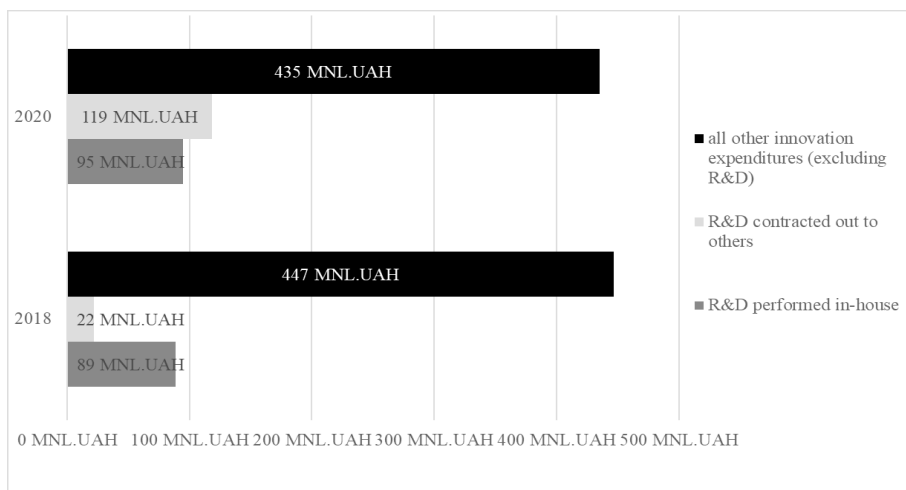 435 MNL.UAH
2020
119 MNL.UAH
95 MNL.UAH
447 MNL.UAH
2018
22 MNL.UAH
89 MNL.UAH
0 MNL.UAH 100 MNL.UAH 200 MNL.UAH 300 MNL.UAH 400 MNL.UAH 500 MNL.UAH
all other innovation
expenditures (excluding
R&D)
R&D contracted out to
others
R&D performed in-house